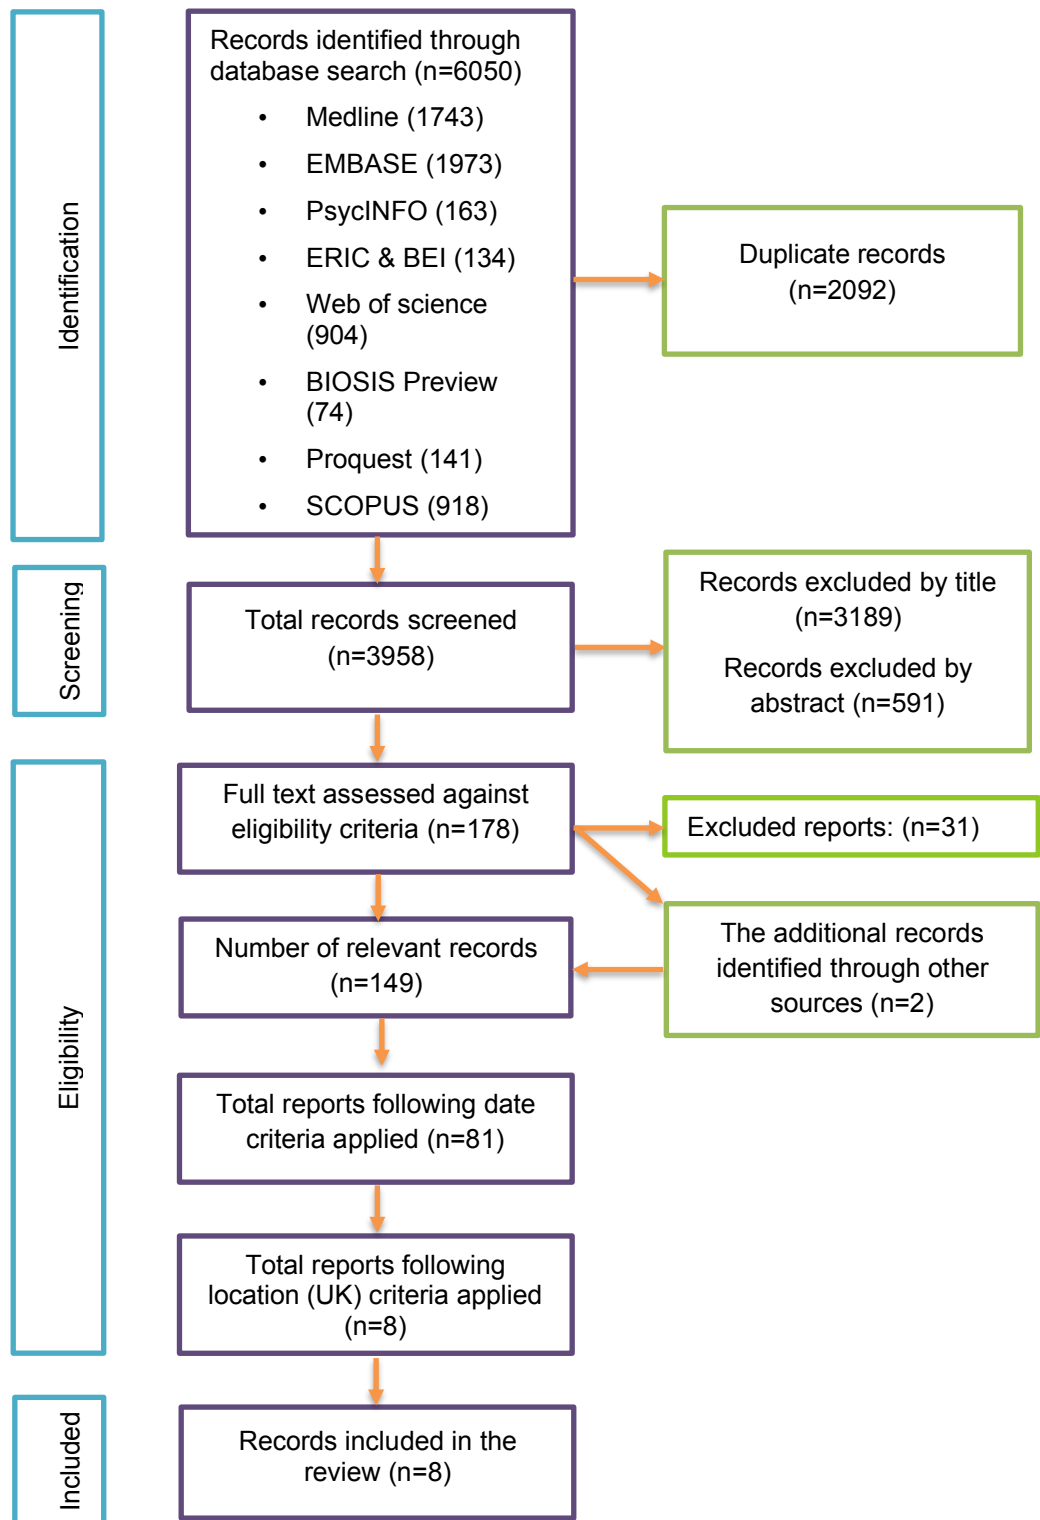 Identification
Records identified through
database search (n=6050)
• Medline (1743)
• EMBASE (1973)
• PsycINFO (163)
• ERIC & BEI (134)
• Web of science
(904)
• BIOSIS Preview
(74)
• Proquest (141)
• SCOPUS (918)
Duplicate records
(n=2092)
Screening
Total records screened
(n=3958)
Records excluded by title
(n=3189)
Records excluded by
abstract (n=591)
Eligibility
Full text assessed against
eligibility criteria (n=178)
Excluded reports: (n=31)
Number of relevant records
(n=149)
The additional records
identified through other
sources (n=2)
Total reports following date
criteria applied (n=81)
Total reports following
location (UK) criteria applied
(n=8)
Included
Records included in the
review (n=8)